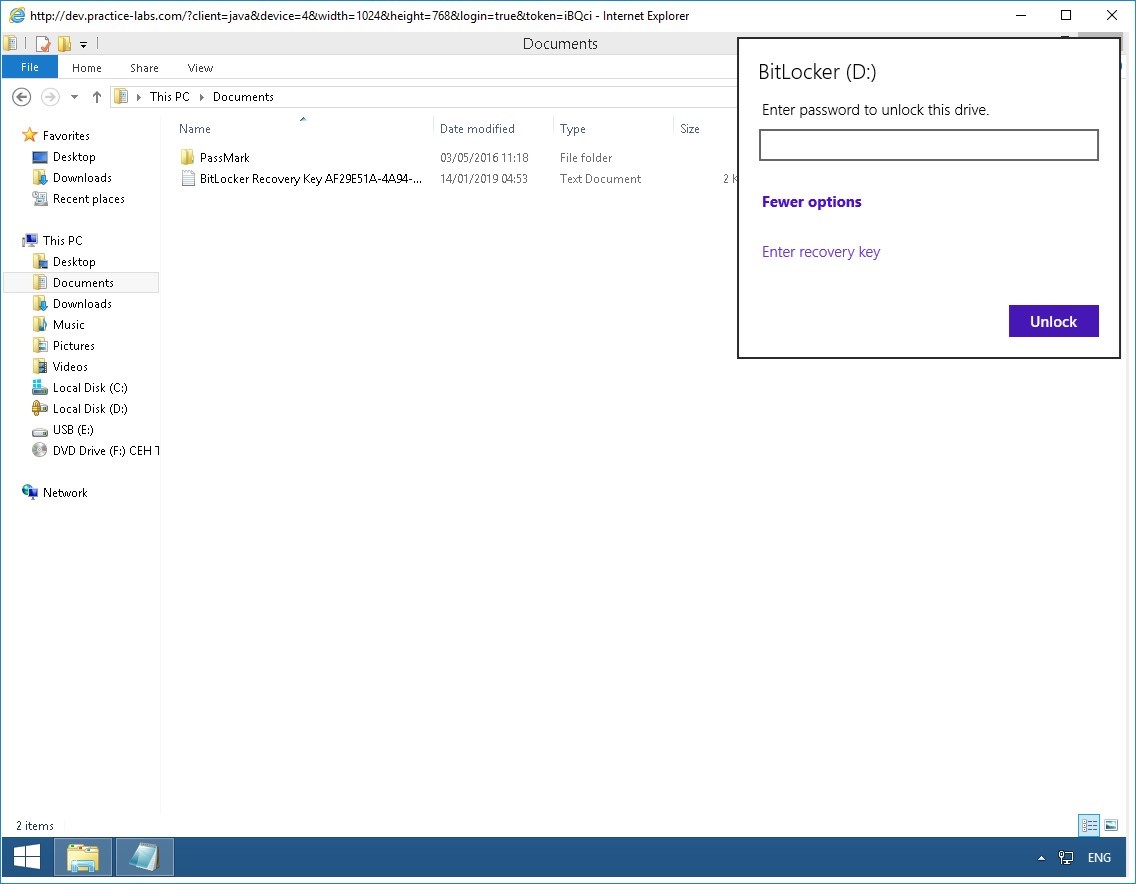 http://dev.practice-labs.com/?client=java&device=4&width=1024&height=768&login=true&token=iBQci - Internet Explorer
Documents
File Home Share View
This PC Documents
Name Date modified Type Size
PassMark 03/05/2016 11:18 File folder
BitLocker Recovery Key AF29E51A-4A94-... 14/01/2019 04:53 Text Document 2 K
Favorites
Desktop
Downloads
Recent places
This PC
Desktop
Documents
Downloads
Music
Pictures
Videos
Local Disk (C:)
Local Disk (D:)
USB (E:)
DVD Drive (F:) CEH T
Network
BitLocker (D:)
Enter password to unlock this drive.
Fewer options
Enter recovery key
Unlock
2 items
ENG